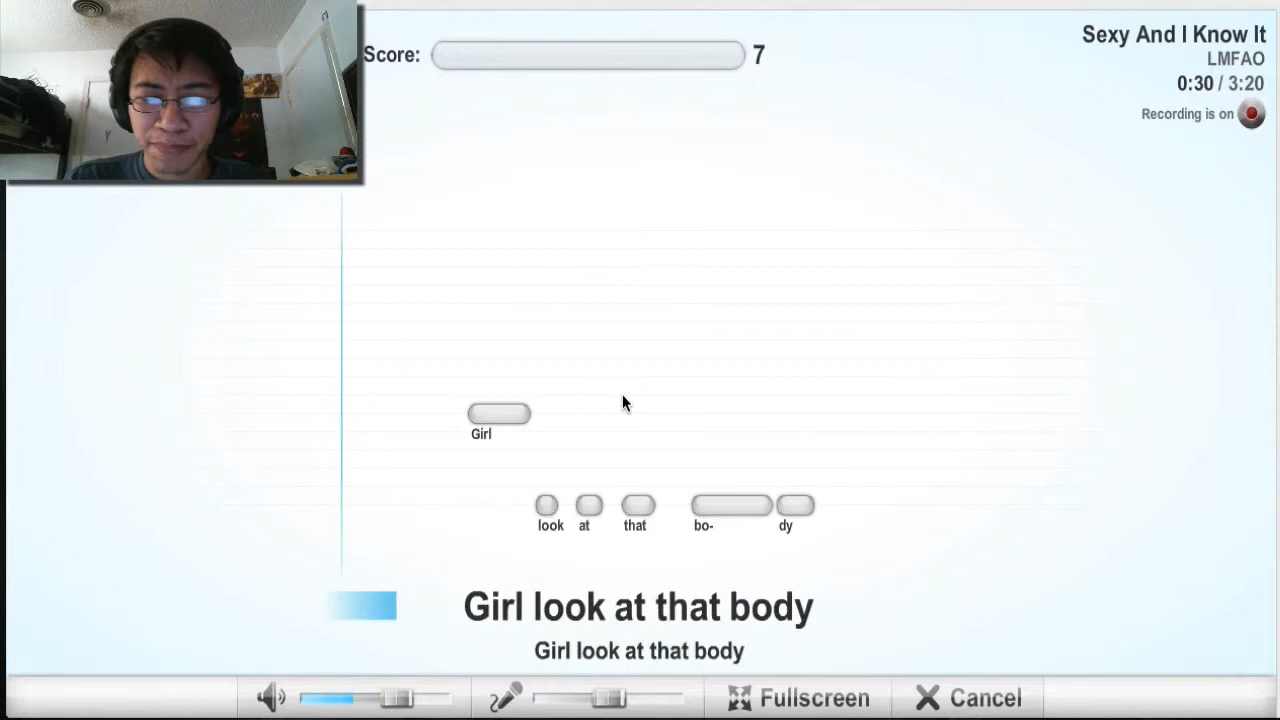 Score: 7
Sexy And I Know It
LMFAO
0:30 / 3:20
Recording is on
Girl
look at that bo- dy
Girl look at that body
Girl look at that body
Fullscreen
Cancel